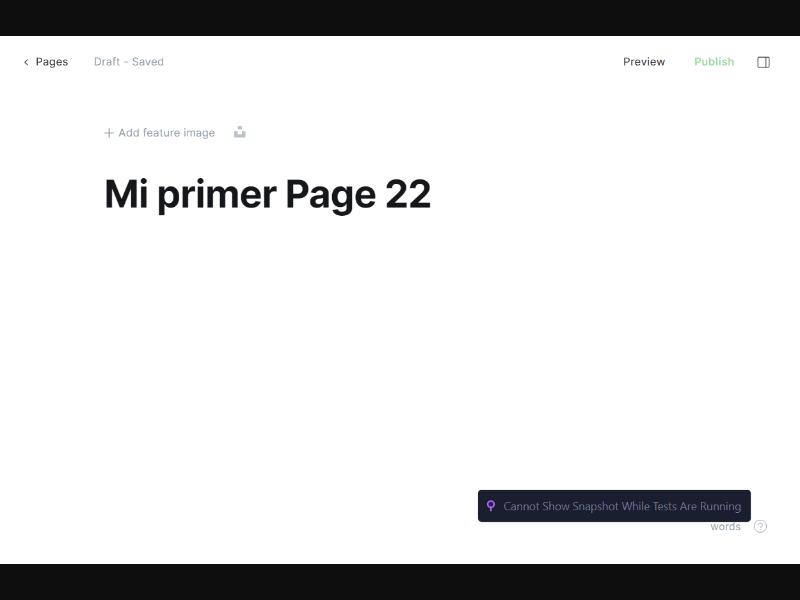 Pages Draft - Saved Preview Publish
Add feature image
Mi primer Page 22
Cannot Show Snapshot While Tests Are Running
words